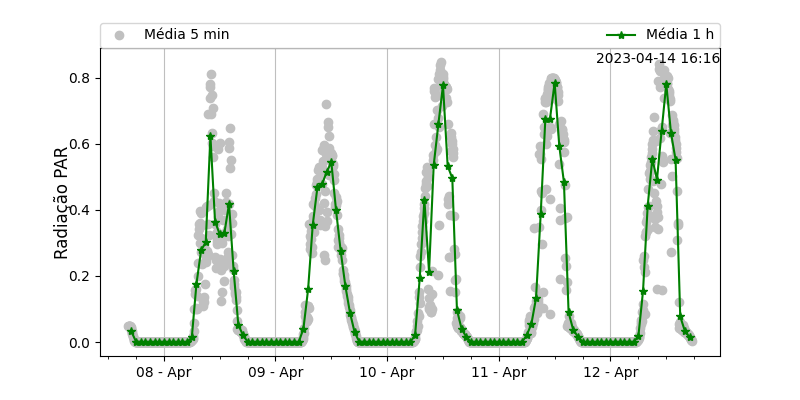 Média 5 min
Média 1 h
2023-04-14 16:16
Radiação PAR
0.8
0.6
0.4
0.2
0.0
08 - Apr
09 - Apr
10 - Apr
11 - Apr
12 - Apr